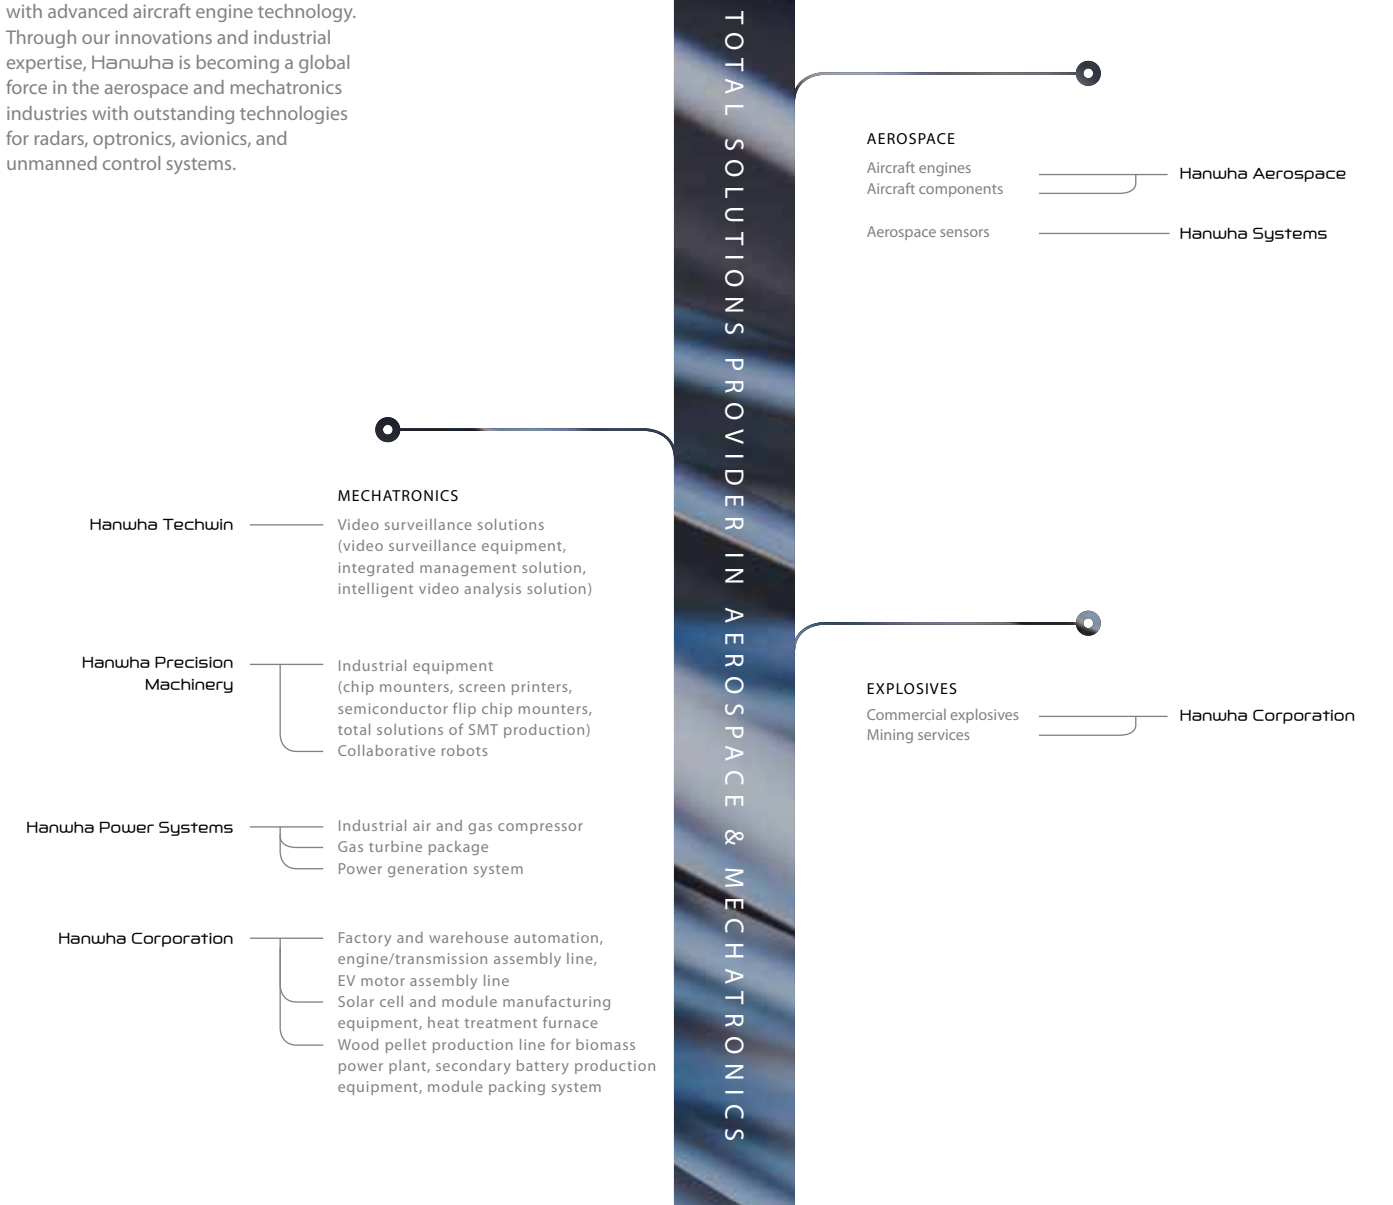 with advanced aircraft engine technology.
Through our innovations and industrial
expertise, Hanwha is becoming a global
force in the aerospace and mechatronics
industries with outstanding technologies
for radars, optronics, avionics, and
unmanned control systems.
TOTAL SOLUTIONS PROVIDER IN AEROSPACE & MECHATRONICS
AEROSPACE
Aircraft engines
Aircraft components
Hanwha Aerospace
Aerospace sensors
Hanwha Systems
MECHATRONICS
Hanwha Techwin
Video surveillance solutions
(video surveillance equipment,
integrated management solution,
intelligent video analysis solution)
Hanwha Precision
Machinery
Industrial equipment
(chip mounters, screen printers,
semiconductor flip chip mounters,
total solutions of SMT production)
Collaborative robots
Hanwha Power Systems
Industrial air and gas compressor
Gas turbine package
Power generation system
Hanwha Corporation
Factory and warehouse automation,
engine/transmission assembly line,
EV motor assembly line
Solar cell and module manufacturing
equipment, heat treatment furnace
Wood pellet production line for biomass
power plant, secondary battery production
equipment, module packing system
EXPLOSIVES
Commercial explosives
Mining services
Hanwha Corporation